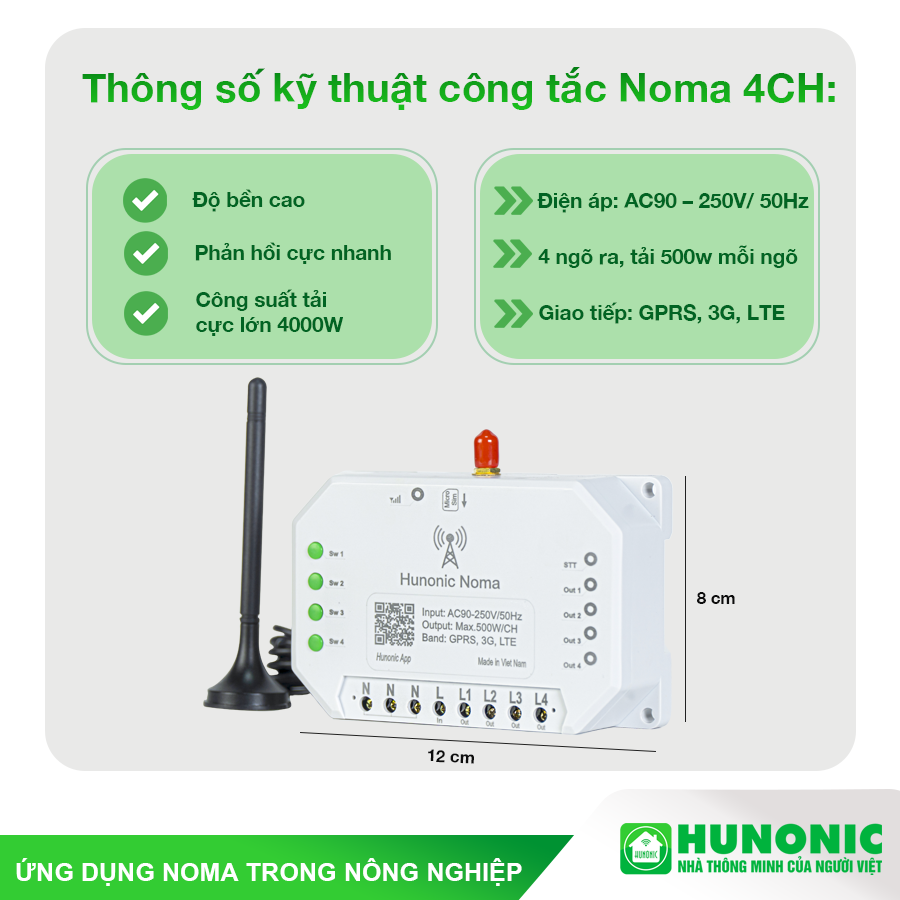 Thông số kỹ thuật công tắc Noma 4CH:
Độ bền cao
Phản hồi cực nhanh
Công suất tải
cực lớn 4000W
Điện áp: AC90 – 250V/ 50Hz
4 ngõ ra, tải 500w mỗi ngõ
Giao tiếp: GPRS, 3G, LTE
Micro
Sim
Sw 1
Sw 2
Sw 3
Sw 4
Hunonic Noma
Input: AC90-250V/50Hz
Output: Max.500W/CH
Band: GPRS, 3G, LTE
Hunonic App
Made in Viet Nam
STT
Out 1
Out 2
Out 3
Out 4
N N N L L1 L2 L3 L4
In Out Out Out Out
8 cm
12 cm
ỨNG DỤNG NOMA TRONG NÔNG NGHIỆP
HUNONIC
HUNONIC
NHÀ THÔNG MINH CỦA NGƯỜI VIỆT